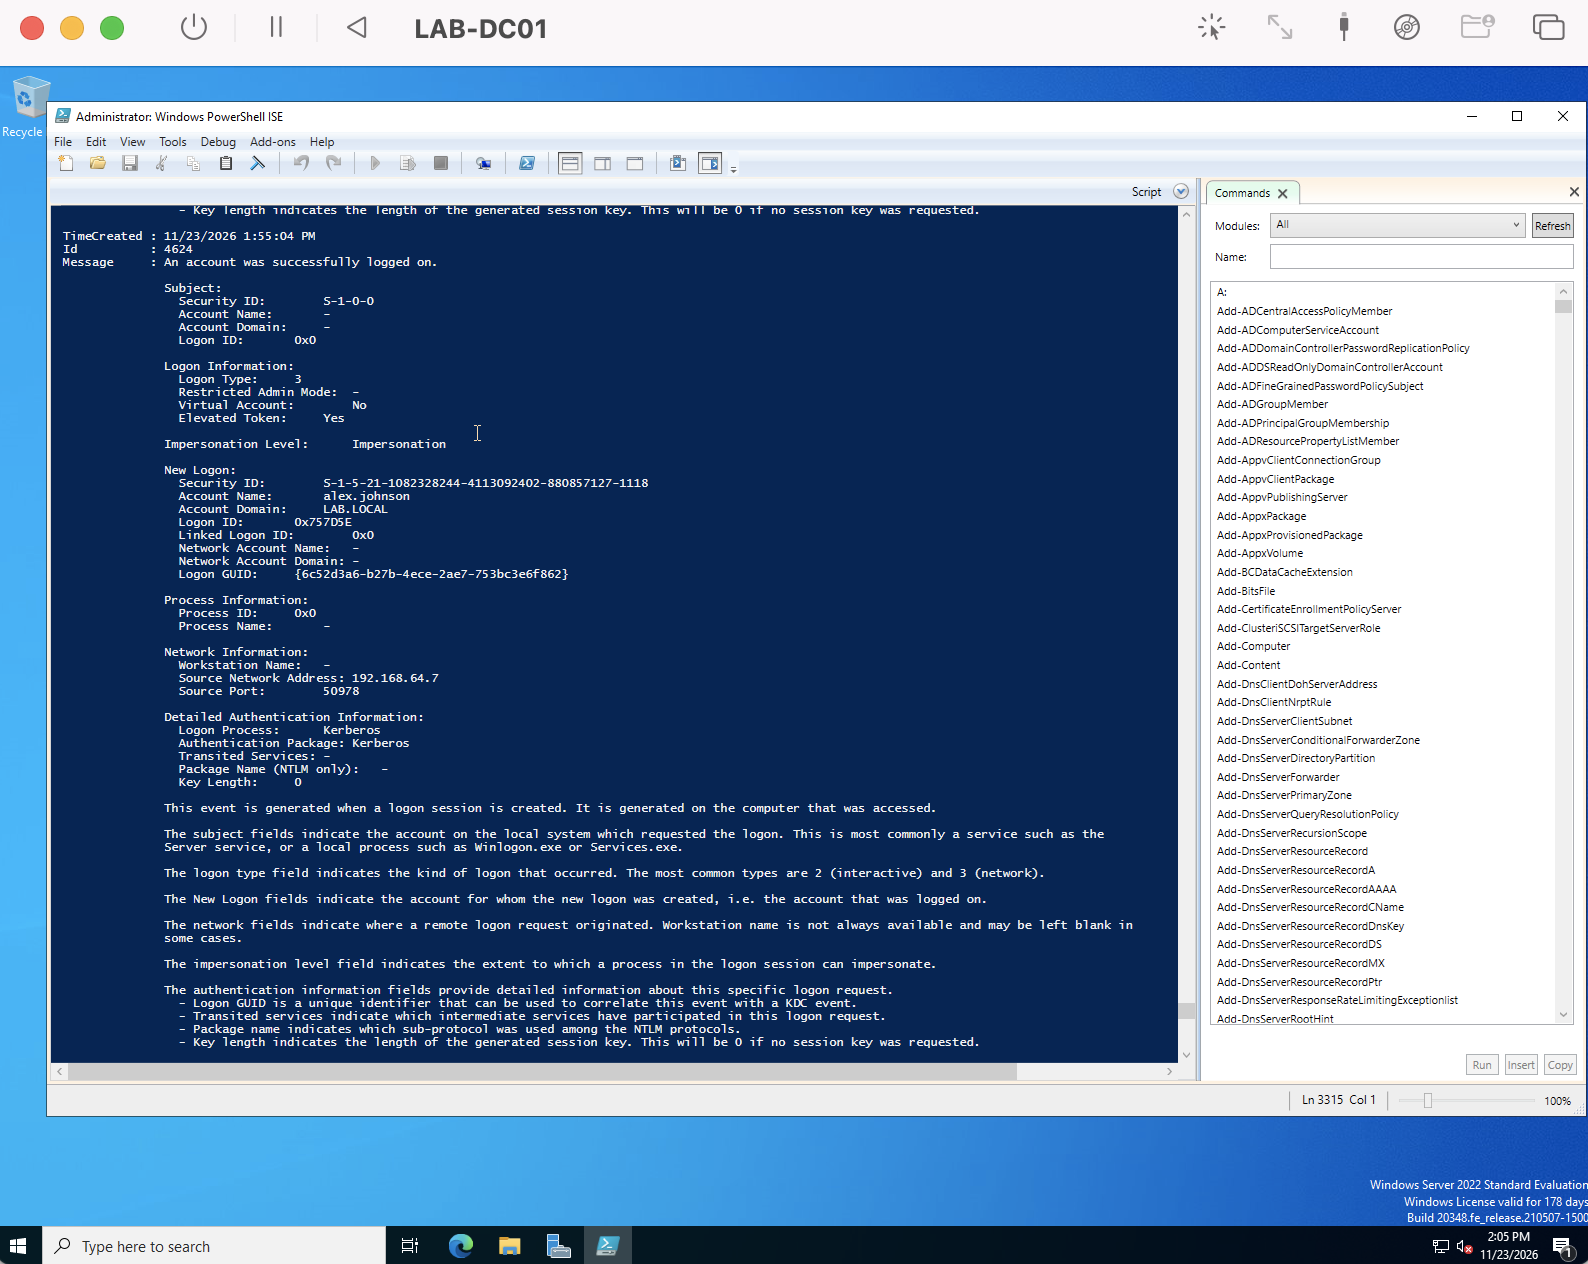 LAB-DC01
Recycle
Administrator: Windows PowerShell ISE
File Edit View Tools Debug Add-ons Help
Script
- Key length indicates the length of the generated session key. This will be 0 if no session key was requested.
TimeCreated : 11/23/2026 1:55:04 PM
Id : 4624
Message : An account was successfully logged on.
Subject:
Security ID: S-1-0-0
Account Name: -
Account Domain: -
Logon ID: 0x0
Logon Information:
Logon Type: 3
Restricted Admin Mode: -
Virtual Account: No
Elevated Token: Yes
Impersonation Level: Impersonation
New Logon:
Security ID: S-1-5-21-1082328244-4113092402-880857127-1118
Account Name: alex.johnson
Account Domain: LAB.LOCAL
Logon ID: 0x757D5E
Linked Logon ID: 0x0
Network Account Name: -
Network Account Domain: -
Logon GUID: {6c52d3a6-b27b-4ece-2ae7-753bc3e6f862}
Process Information:
Process ID: 0x0
Process Name: -
Network Information:
Workstation Name: -
Source Network Address: 192.168.64.7
Source Port: 50978
Detailed Authentication Information:
Logon Process: Kerberos
Authentication Package: Kerberos
Transited Services: -
Package Name (NTLM only): -
Key Length: 0
This event is generated when a logon session is created. It is generated on the computer that was accessed.
The subject fields indicate the account on the local system which requested the logon. This is most commonly a service such as the
Server service, or a local process such as Winlogon.exe or Services.exe.
The logon type field indicates the kind of logon that occurred. The most common types are 2 (interactive) and 3 (network).
The New Logon fields indicate the account for whom the new logon was created, i.e. the account that was logged on.
The network fields indicate where a remote logon request originated. Workstation name is not always available and may be left blank in
some cases.
The impersonation level field indicates the extent to which a process in the logon session can impersonate.
The authentication information fields provide detailed information about this specific logon request.
- Logon GUID is a unique identifier that can be used to correlate this event with a KDC event.
- Transited services indicate which intermediate services have participated in this logon request.
- Package name indicates which sub-protocol was used among the NTLM protocols.
- Key length indicates the length of the generated session key. This will be 0 if no session key was requested.
Commands
Modules: All Refresh
Name:
A:
Add-ADCentralAccessPolicyMember
Add-ADComputerServiceAccount
Add-ADDomainControllerPasswordReplicationPolicy
Add-ADDSReadOnlyDomainControllerAccount
Add-ADFineGrainedPasswordPolicySubject
Add-ADGroupMember
Add-ADPrincipalGroupMembership
Add-ADResourcePropertyListMember
Add-AppvClientConnectionGroup
Add-AppvClientPackage
Add-AppvPublishingServer
Add-AppxPackage
Add-AppxProvisionedPackage
Add-AppxVolume
Add-BCDataCacheExtension
Add-BitsFile
Add-CertificateEnrollmentPolicyServer
Add-ClusteriSCSITargetServerRole
Add-Computer
Add-Content
Add-DnsClientDohServerAddress
Add-DnsClientNrptRule
Add-DnsServerClientSubnet
Add-DnsServerConditionalForwarderZone
Add-DnsServerDirectoryPartition
Add-DnsServerForwarder
Add-DnsServerPrimaryZone
Add-DnsServerQueryResolutionPolicy
Add-DnsServerRecursionScope
Add-DnsServerResourceRecord
Add-DnsServerResourceRecordA
Add-DnsServerResourceRecordAAAA
Add-DnsServerResourceRecordCName
Add-DnsServerResourceRecordDnsKey
Add-DnsServerResourceRecordDS
Add-DnsServerResourceRecordMX
Add-DnsServerResourceRecordPtr
Add-DnsServerResponseRateLimitingExceptionlist
Add-DnsServerRootHint
Run Insert Copy
Ln 3315 Col 1 100%
Windows Server 2022 Standard Evaluation
Windows License valid for 178 days
Build 20348.fe_release.210507-1500
Type here to search
2:05 PM
11/23/2026
1